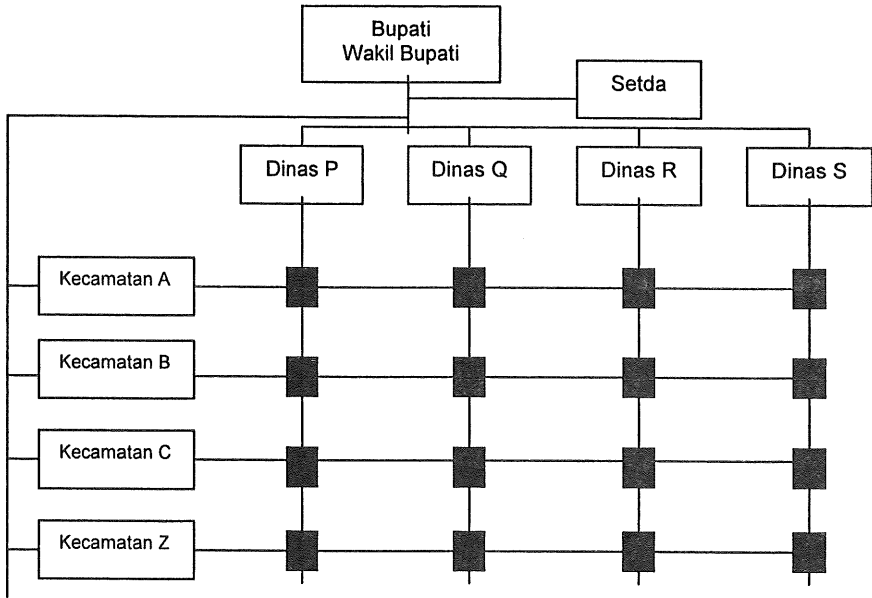 Bupati
Wakil Bupati
Setda
Dinas P
Dinas Q
Dinas R
Dinas S
Kecamatan A
Kecamatan B
Kecamatan C
Kecamatan Z